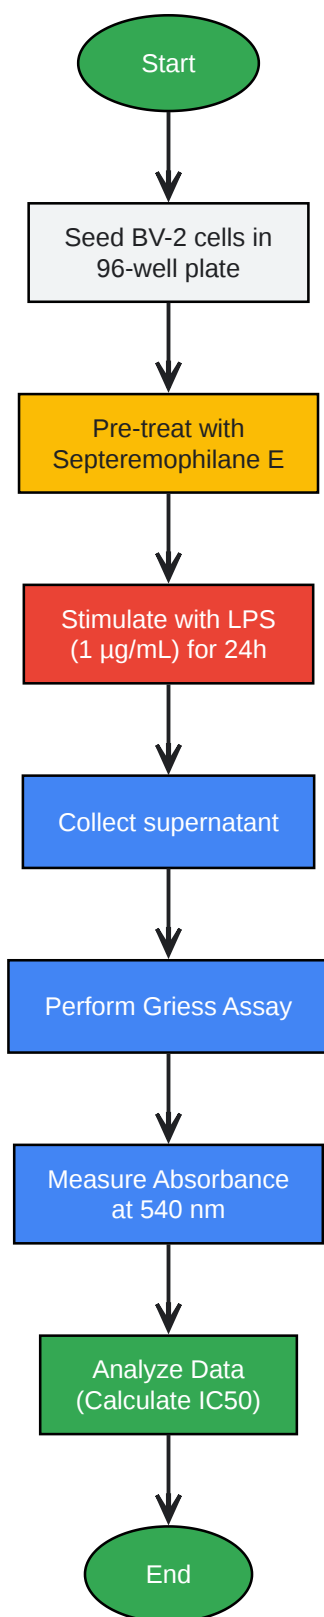 Start
Seed BV-2 cells in
96-well plate
Pre-treat with
Septeremophilane E
Stimulate with LPS
(1 µg/mL) for 24h
Collect supernatant
Perform Griess Assay
Measure Absorbance
at 540 nm
Analyze Data
(Calculate IC50)
End